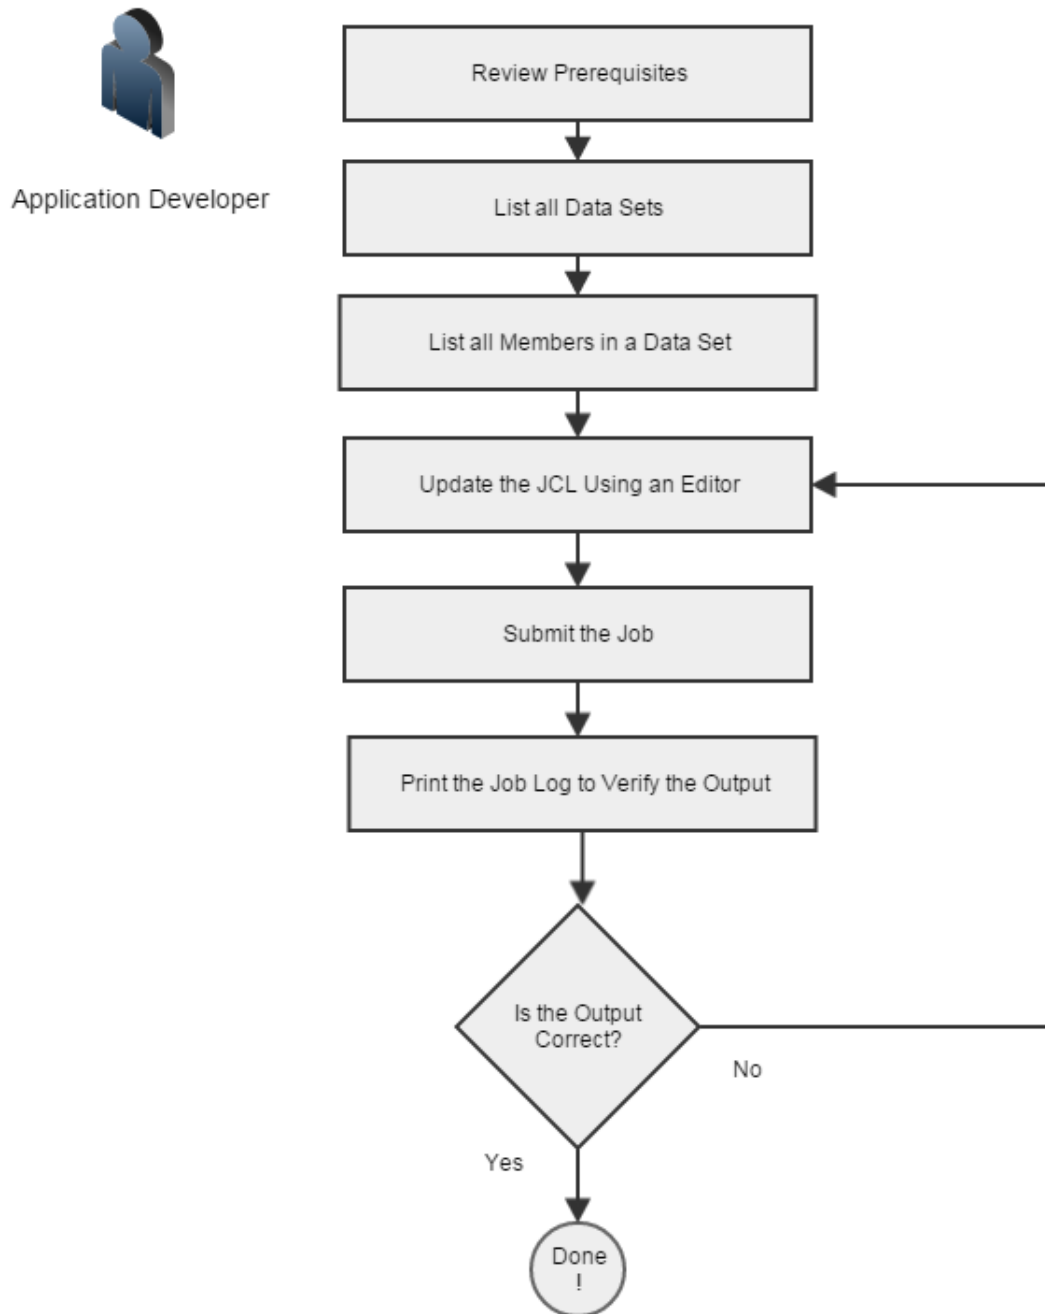 Application Developer
Review Prerequisites
List all Data Sets
List all Members in a Data Set
Update the JCL Using an Editor
Submit the Job
Print the Job Log to Verify the Output
Is the Output
Correct?
No
Yes
Done
!